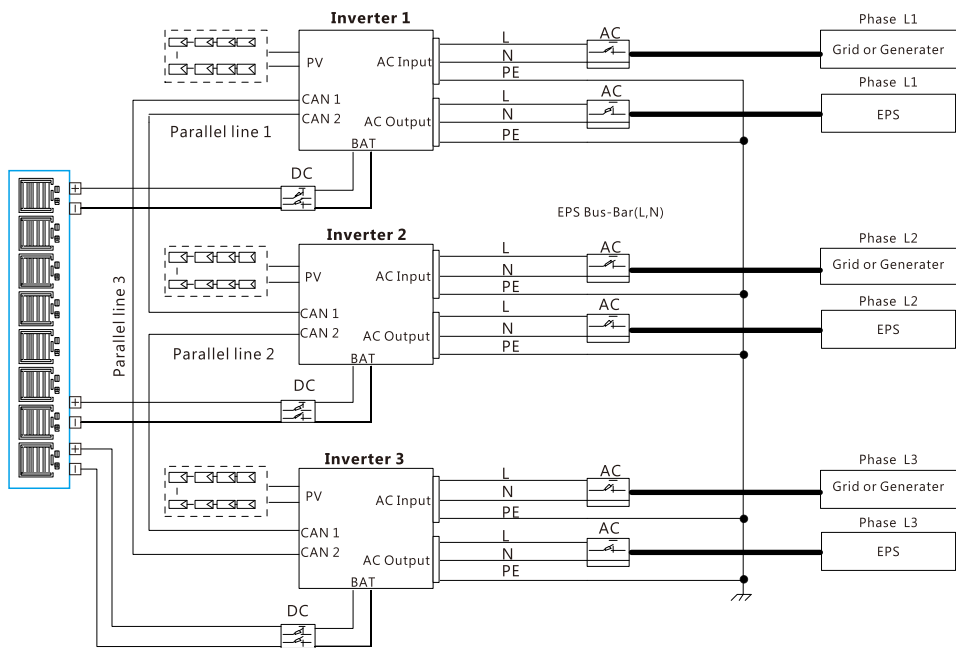 Inverter 1
PV
CAN 1
CAN 2
AC Input
AC Output
BAT
L
N
PE
L
N
PE
AC
AC
Phase L1
Grid or Generater
Phase L1
EPS
Parallel line 1
DC
+
−
EPS Bus-Bar(L,N)
Inverter 2
PV
CAN 1
CAN 2
AC Input
AC Output
BAT
L
N
PE
L
N
PE
AC
AC
Phase L2
Grid or Generater
Phase L2
EPS
Parallel line 3
Parallel line 2
DC
+
−
Inverter 3
PV
CAN 1
CAN 2
AC Input
AC Output
BAT
L
N
PE
L
N
PE
AC
AC
Phase L3
Grid or Generater
Phase L3
EPS
DC
+
−